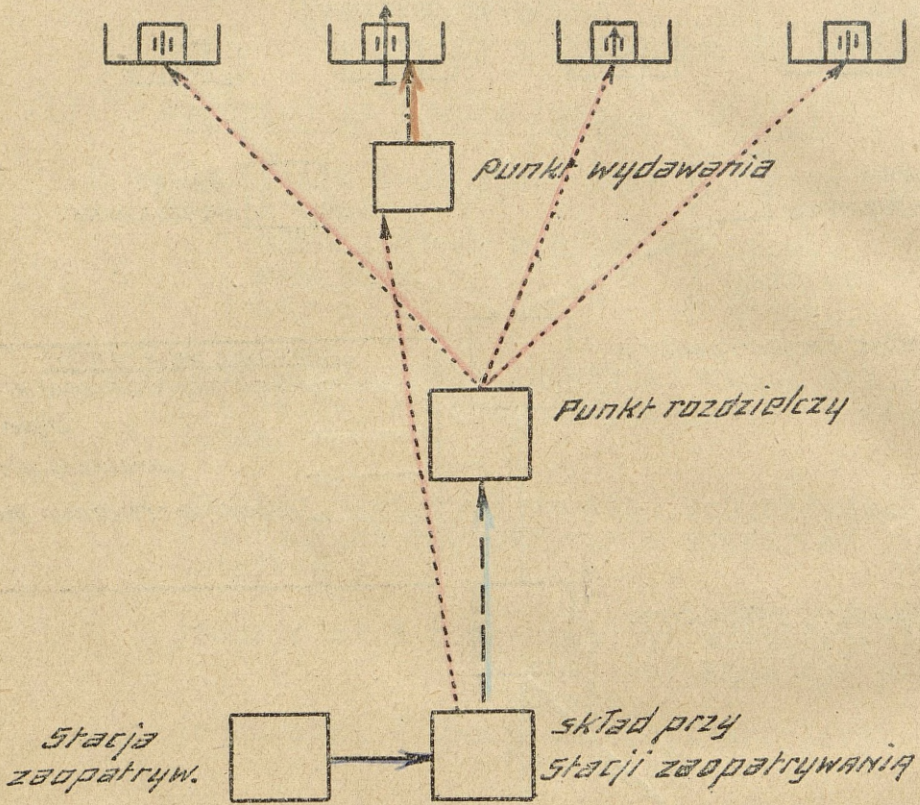 Punkt wydawania
Punkt rozdzielczy
Stacja
zaopatryw.
skład przy
stacji zaopatrywania